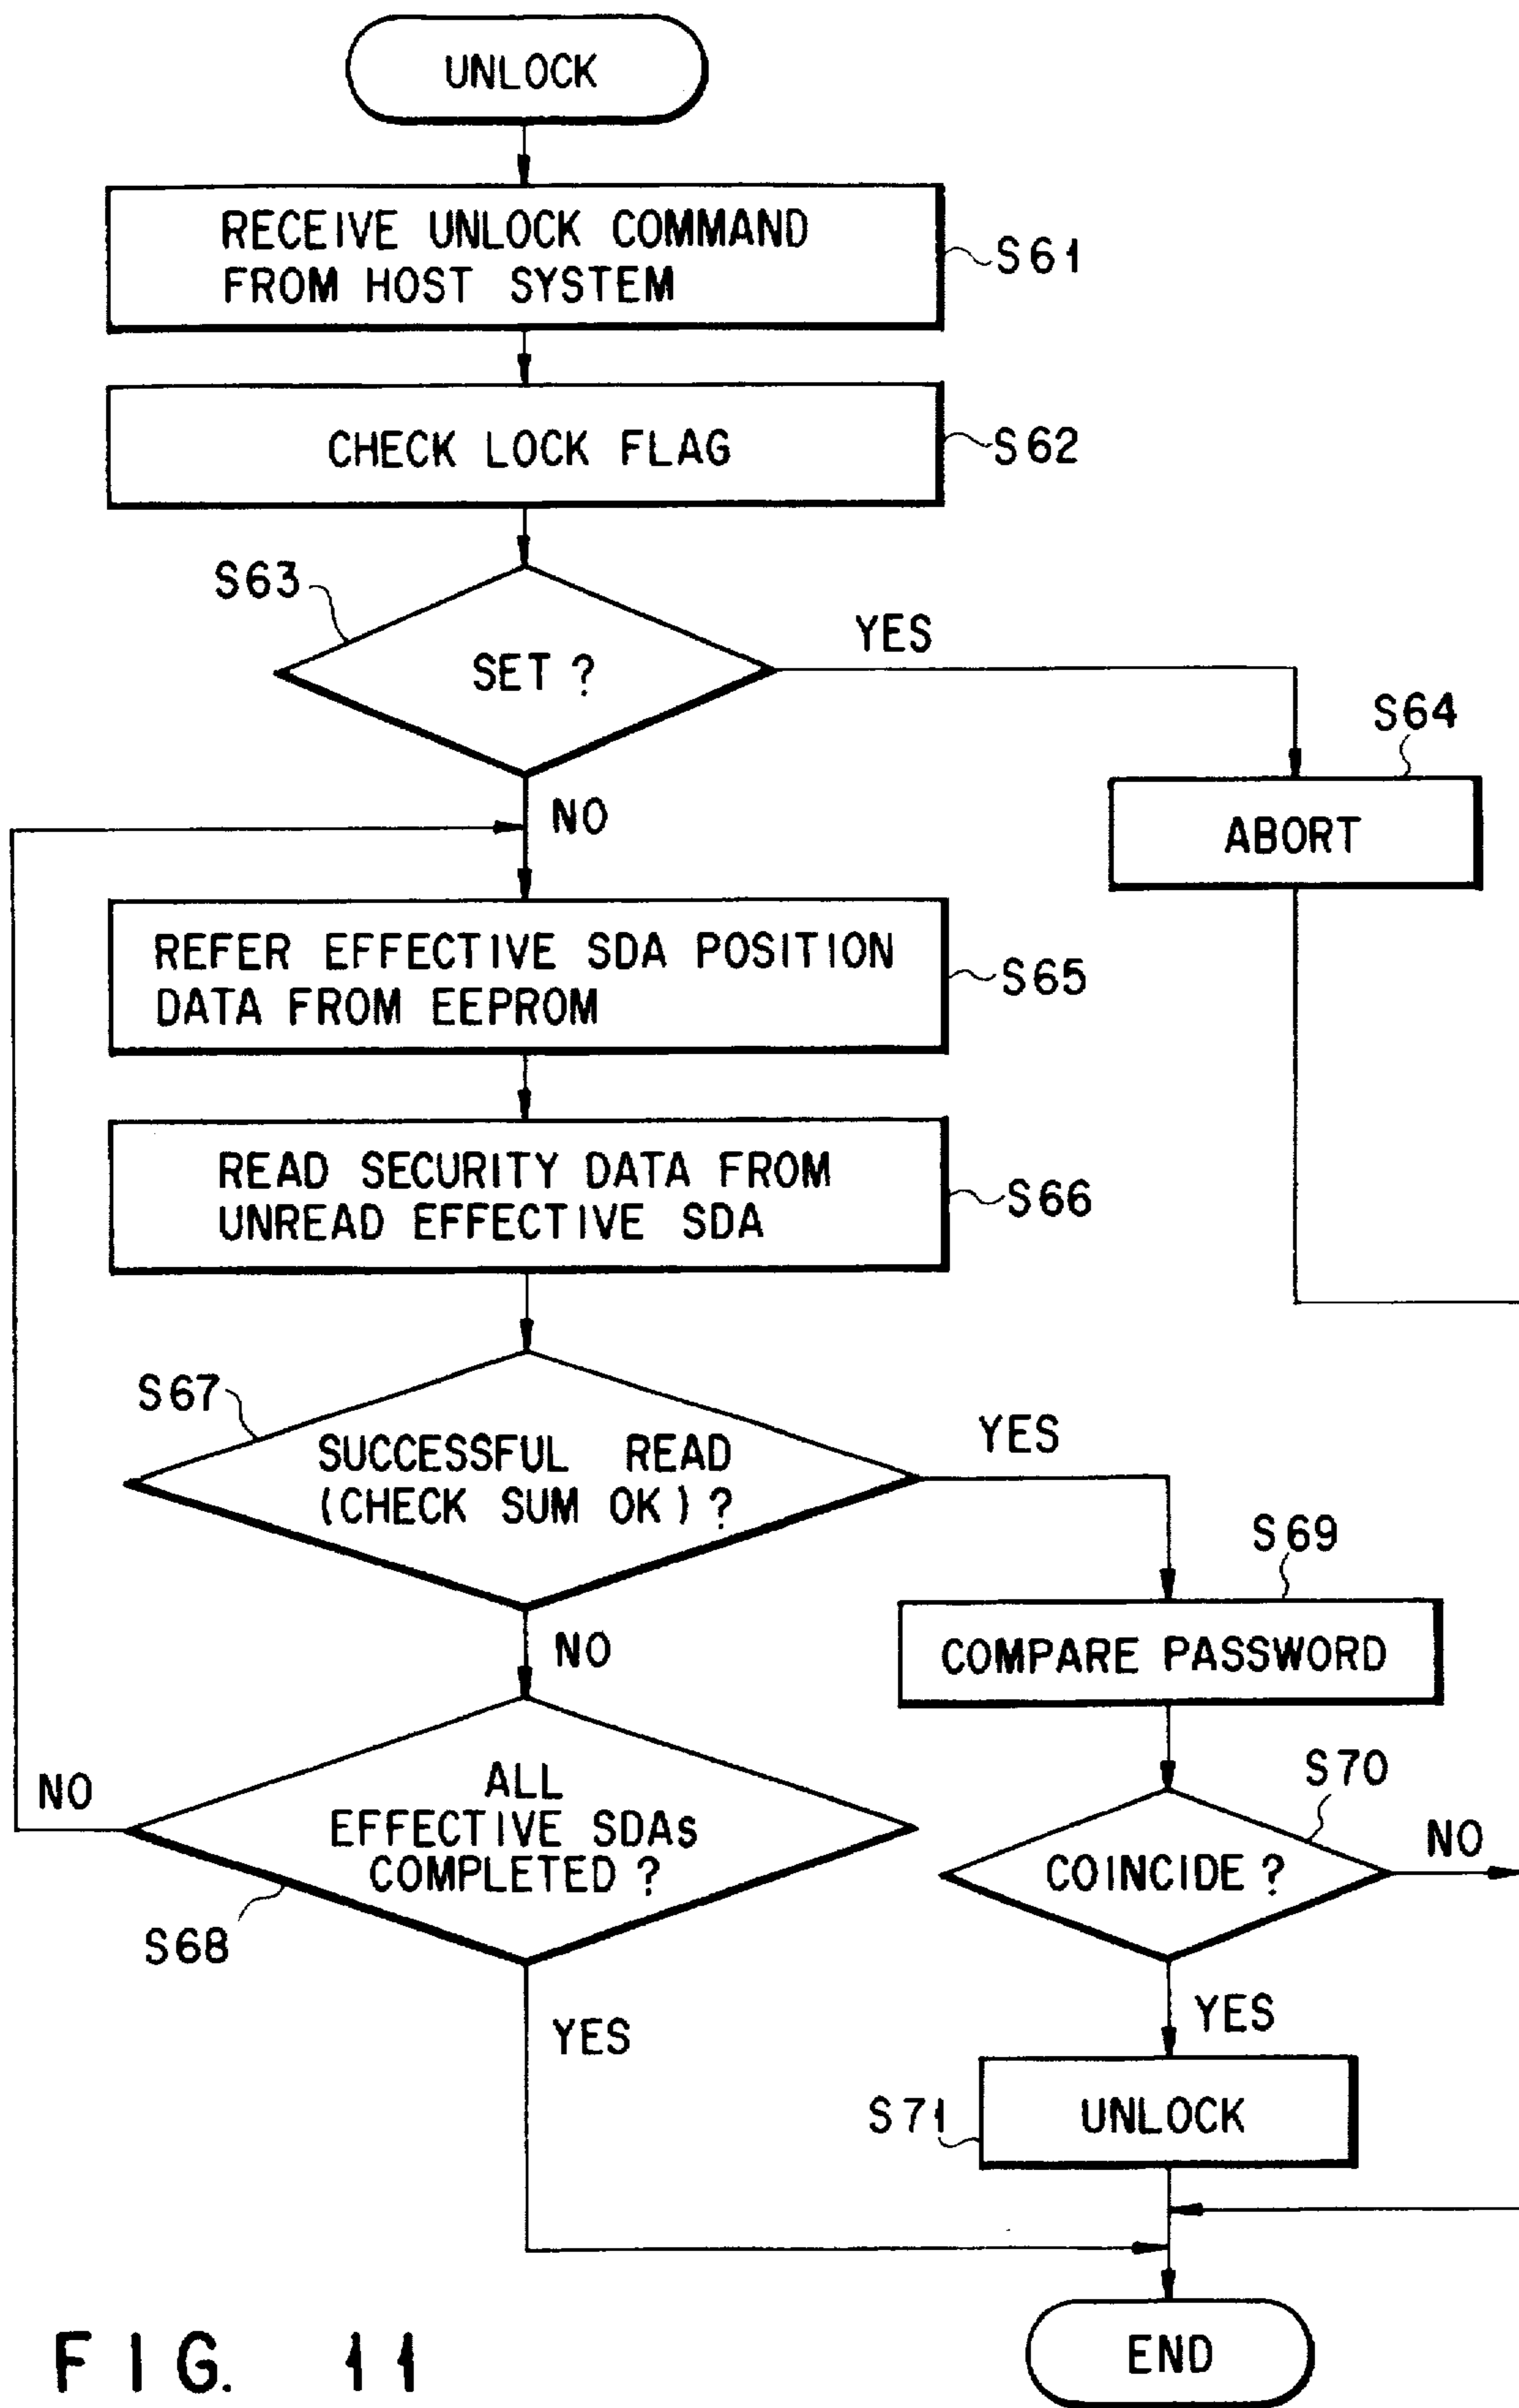 UNLOCK
RECEIVE UNLOCK COMMAND
FROM HOST SYSTEM
S61
CHECK LOCK FLAG
S62
S63
SET ?
YES
S64
ABORT
NO
REFER EFFECTIVE SDA POSITION
DATA FROM EEPROM
S65
READ SECURITY DATA FROM
UNREAD EFFECTIVE SDA
S66
S67
SUCCESSFUL READ
(CHECK SUM OK) ?
YES
S69
COMPARE PASSWORD
NO
ALL
EFFECTIVE SDAs
COMPLETED ?
NO
S68
YES
S70
COINCIDE ?
NO
YES
S71
UNLOCK
END
FIG. 11